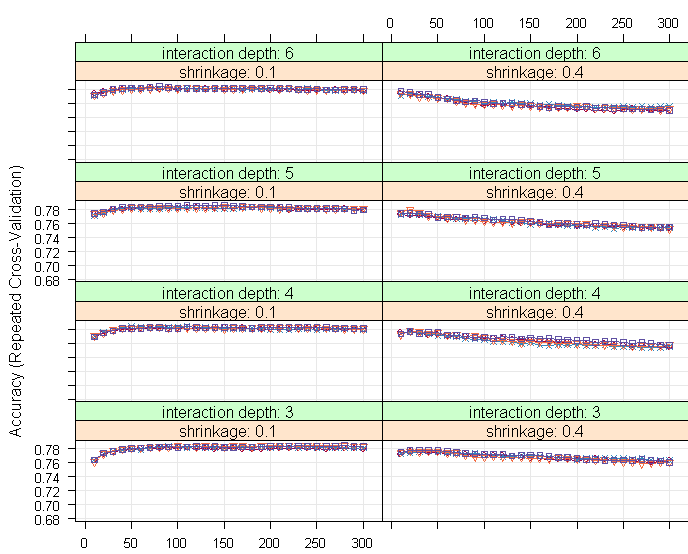 0 50 100 150 200 250 300
interaction depth: 6 interaction depth: 6
shrinkage: 0.1 shrinkage: 0.4
interaction depth: 5 interaction depth: 5
shrinkage: 0.1 shrinkage: 0.4
0.78
0.76
0.74
0.72
0.70
0.68
interaction depth: 4 interaction depth: 4
shrinkage: 0.1 shrinkage: 0.4
interaction depth: 3 interaction depth: 3
shrinkage: 0.1 shrinkage: 0.4
0.78
0.76
0.74
0.72
0.70
0.68
0 50 100 150 200 250 300
Accuracy (Repeated Cross-Validation)